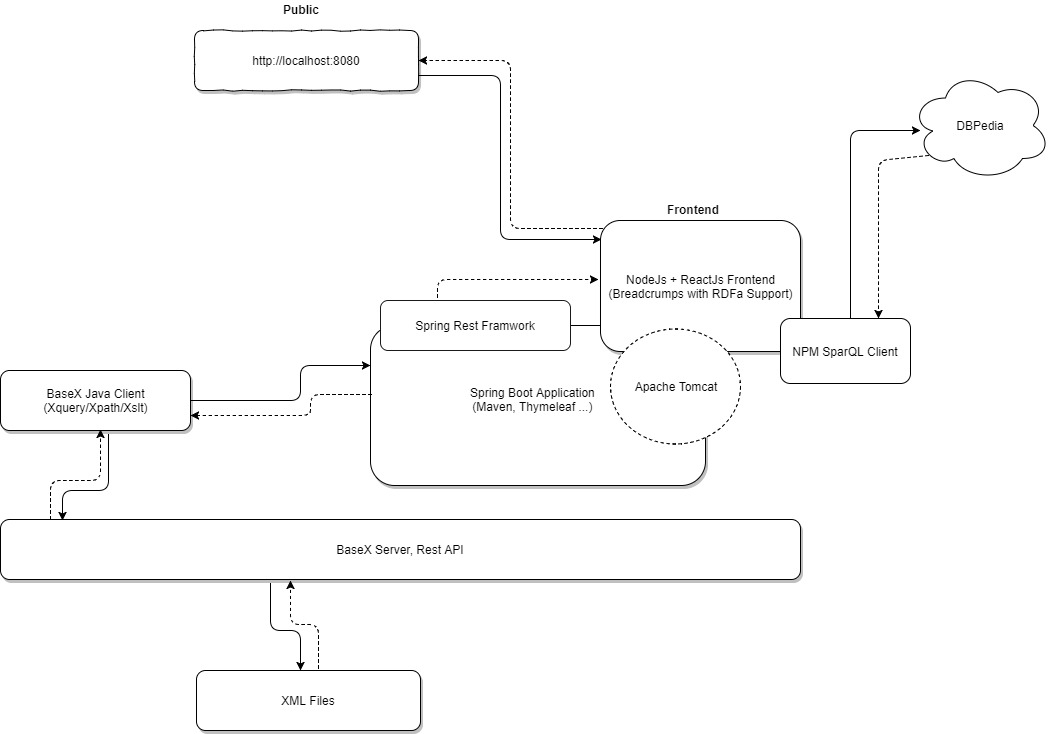 Public
http://localhost:8080
DBPedia
Frontend
NodeJs + ReactJs Frontend
(Breadcrumps with RDFa Support)
Spring Rest Framwork
NPM SparQL Client
Apache Tomcat
BaseX Java Client
(Xquery/Xpath/Xslt)
Spring Boot Application
(Maven, Thymeleaf ...)
BaseX Server, Rest API
XML Files